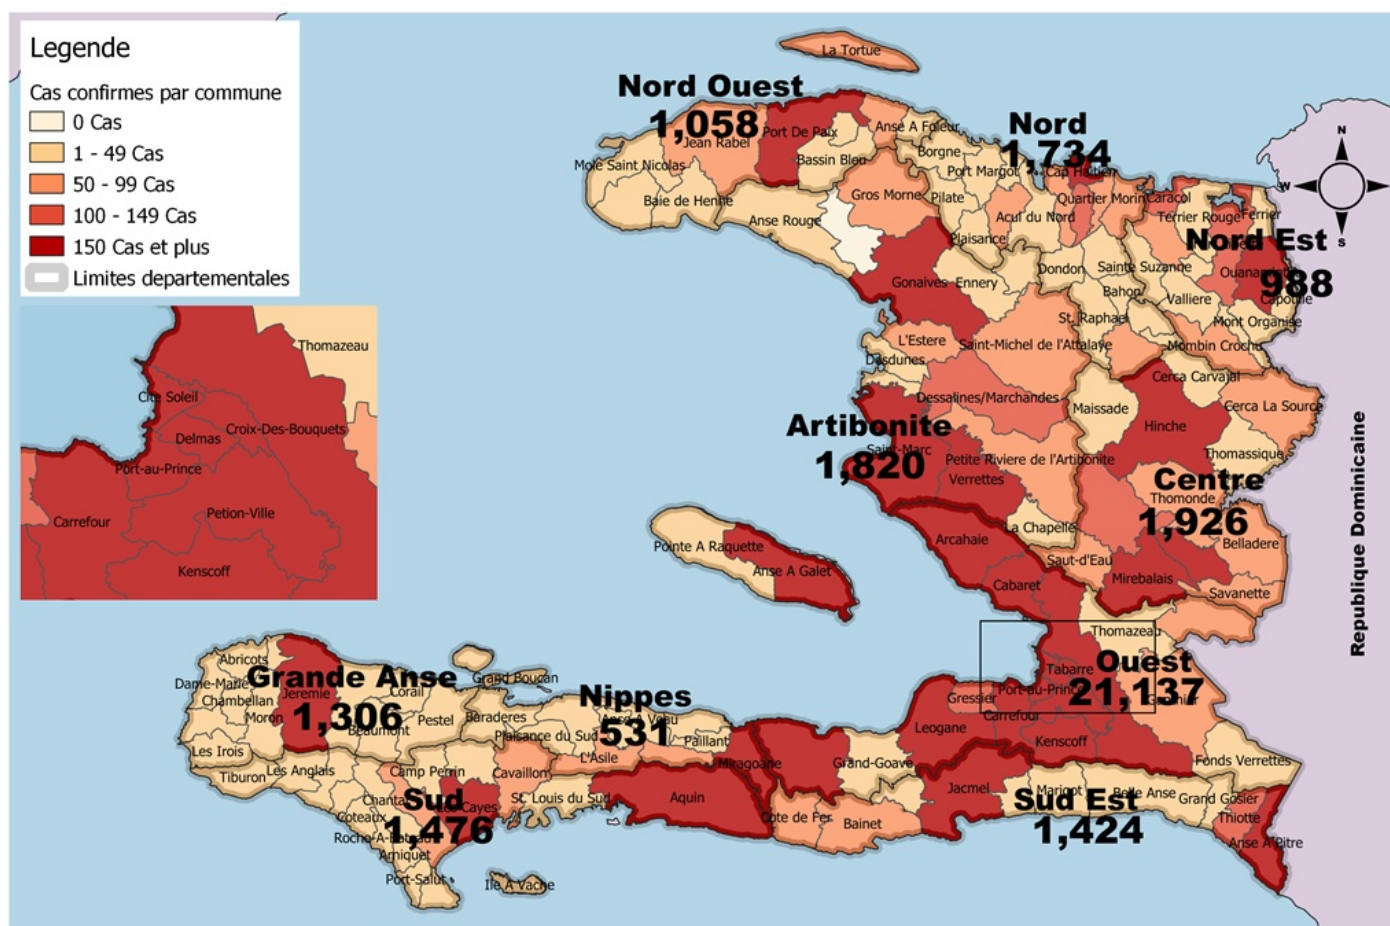 Legende
Cas confirmes par commune
0 Cas
1 - 49 Cas
50 - 99 Cas
100 - 149 Cas
150 Cas et plus
Limites departementales
Thomazeau
Cite Soleil
Delmas
Croix-Des-Bouquets
Port-au-Prince
Petion-Ville
Carrefour
Kenscoff
La Tortue
Nord Ouest
1,058
Port De Paix
Jean Rabel
Anse A Foleur
Mole Saint Nicolas
Bassin Bleu
Baie de Henne
Anse Rouge
Nord
1,734
Cap Haitien
Borgne
Port Margot
Pilate
Quartier Morin
Caracol
Acul du Nord
Terrier Rouge
Ferrier
Plaisance
Gros Morne
N
W
S
Nord Est
988
Capotille
Gonaives
Ennery
Dondon
Sainte Suzanne
Bahon
Valliere
St. Raphael
Mont Organise
Mombin Crochu
L'Estere
Saint-Michel de l'Attalaye
Desdunes
Cerca Carvajal
Dessalines/Marchandes
Maissade
Cerca La Source
Hinche
Artibonite
1,820
Saint-Marc
Petite Riviere de l'Artibonite
Verrettes
Thomassique
Centre
Thomonde
1,926
La Chapelle
Belladere
Saut-d'Eau
Mirebalais
Savanette
Republique Dominicaine
Arcahaie
Cabaret
Pointe A Raquette
Anse A Galet
Thomazeau
Tabarre
Ouest
21,137
Port-au-Prince
Gressier
Carrefour
Leogane
Kenscoff
Fonds Verrettes
Grand-Goave
Abricots
Grande Anse
1,306
Dame-Marie
Jeremie
Chambellan
Moron
Corail
Pestel
Beaumont
Les Irois
Grand Boucan
Nippes
531
Baraderes
Anse A Veau
Plaisance du Sud
Paillant
L'Asile
Miragoane
Tiburon
Les Anglais
Camp Perrin
Cavaillon
Sud
1,476
Coteaux
St. Louis du Sud
Aquin
Arniquet
Port-Salut
Ile A Vache
Cote de Fer
Bainet
Jacmel
Sud Est
1,424
Marigot
Belle Anse
Grand Gosier
Thiotte
Anse A Pitre